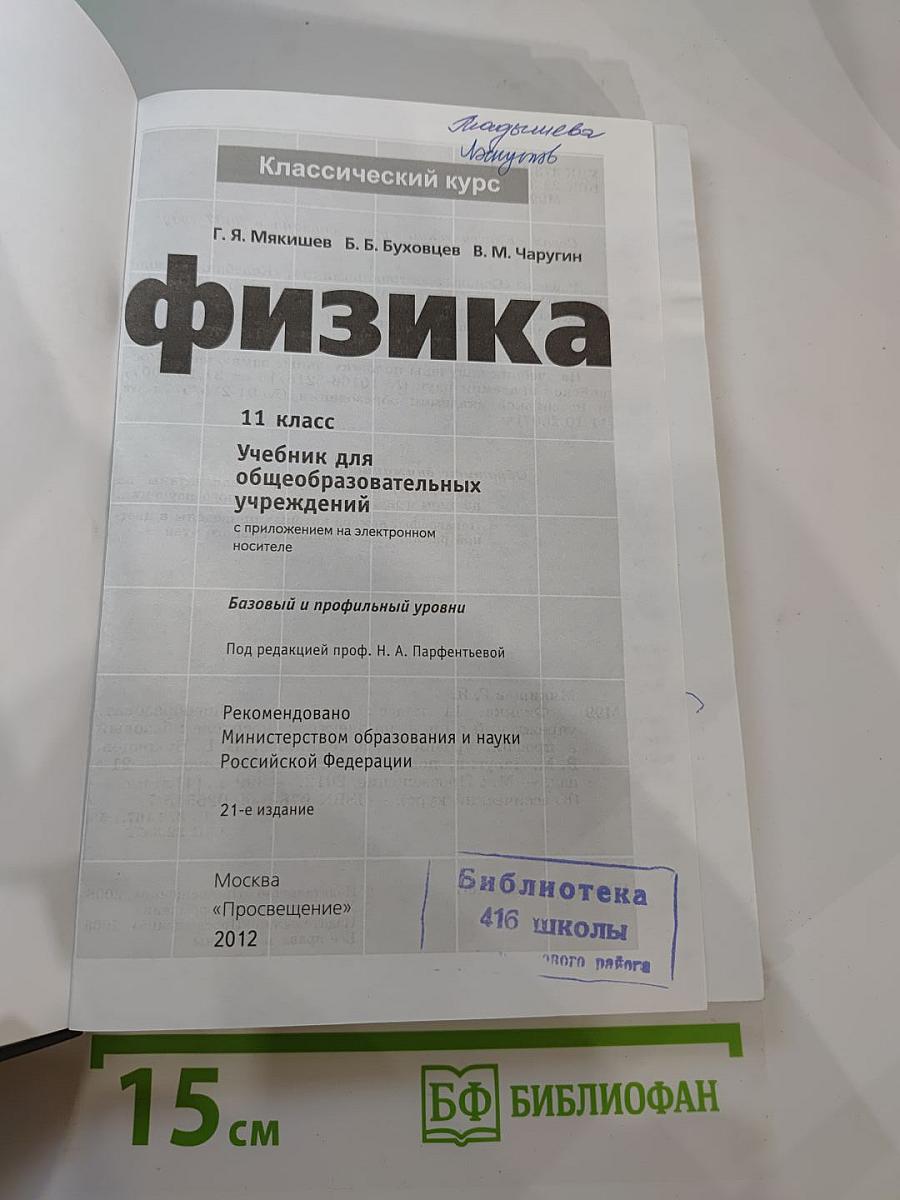 Классический курс
Г. Я. Мякишев Б. Б. Буховцев В. М. Чаругин
физика
11 класс
Учебник для
общеобразовательных
учреждений
с приложением на электронном
носителе
Базовый и профильный уровни
Под редакцией проф. Н. А. Парфентьевой
Рекомендовано
Министерством образования и науки
Российской Федерации
21-е издание
Москва
«Просвещение»
2012
Библиотека
416 школы
района
15 см
БФ БИБЛИОФАН